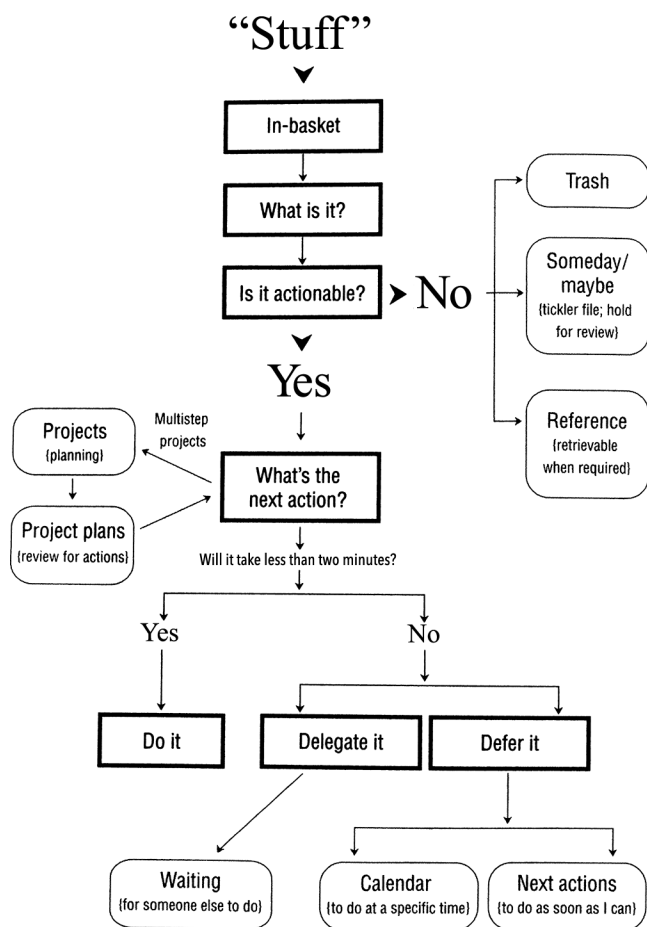 “Stuff”
In-basket
What is it?
Is it actionable?
No
Trash
Someday/
maybe
{tickler file; hold
for review}
Reference
{retrievable
when required}
Yes
Multistep
projects
Projects
{planning}
Project plans
{review for actions}
What’s the
next action?
Will it take less than two minutes?
Yes
No
Do it
Delegate it
Defer it
Waiting
{for someone else to do}
Calendar
{to do at a specific time}
Next actions
{to do as soon as I can}